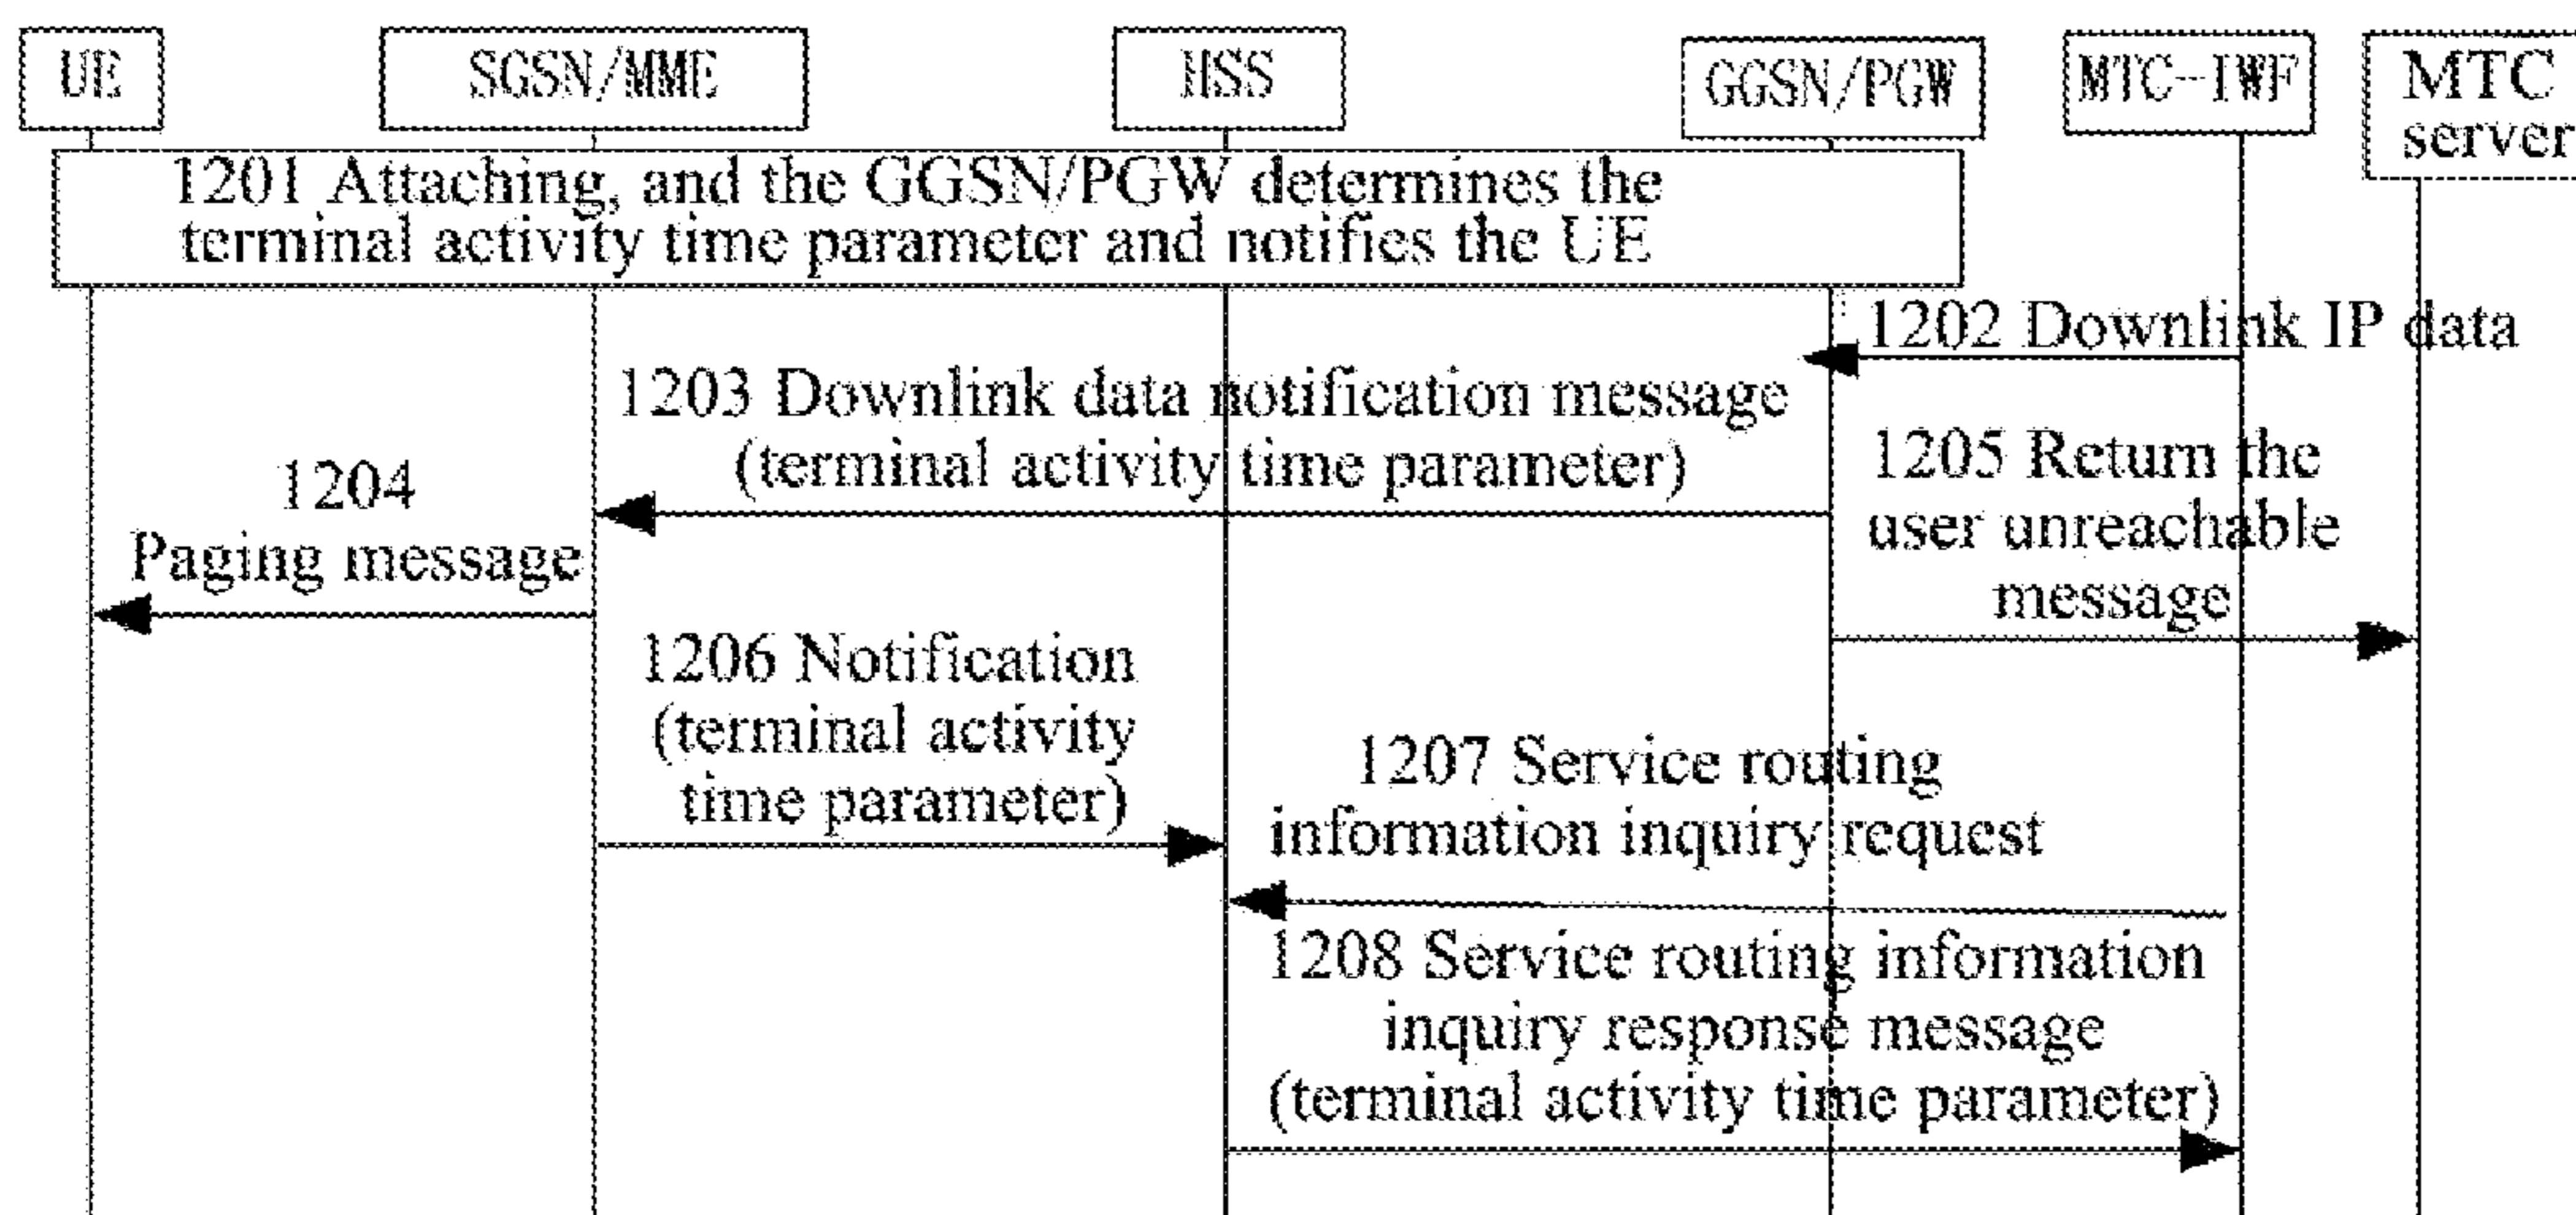 UE
SGSN/MME
HSS
GGSN/PGW
MTC-IWF
MTC
server
1201 Attaching, and the GGSN/PGW determines the
terminal activity time parameter and notifies the UE
1202 Downlink IP data
1203 Downlink data notification message
(terminal activity time parameter)
1204
Paging message
1205 Return the
user unreachable
message
1206 Notification
(terminal activity
time parameter)
1207 Service routing
information inquiry request
1208 Service routing information
inquiry response message
(terminal activity time parameter)